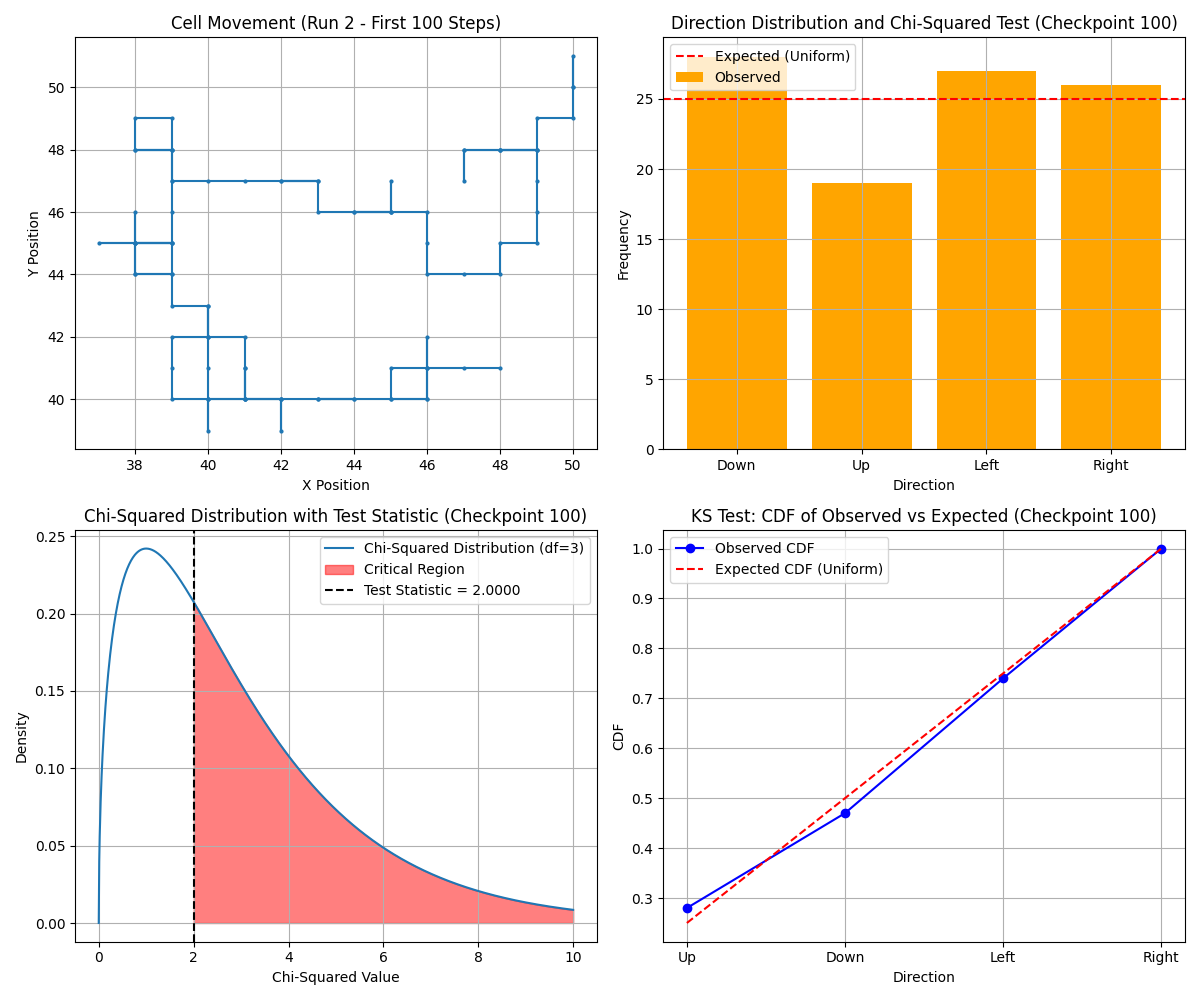 Cell Movement (Run 2 - First 100 Steps)
Y Position
50
48
46
44
42
40
38 40 42 44 46 48 50
X Position
Direction Distribution and Chi-Squared Test (Checkpoint 100)
Expected (Uniform)
Observed
Frequency
25
20
15
10
5
0
Down Up Left Right
Direction
Chi-Squared Distribution with Test Statistic (Checkpoint 100)
Chi-Squared Distribution (df=3)
Critical Region
Test Statistic = 2.0000
Density
0.25
0.20
0.15
0.10
0.05
0.00
0 2 4 6 8 10
Chi-Squared Value
KS Test: CDF of Observed vs Expected (Checkpoint 100)
Observed CDF
Expected CDF (Uniform)
CDF
1.0
0.9
0.8
0.7
0.6
0.5
0.4
0.3
Up Down Left Right
Direction